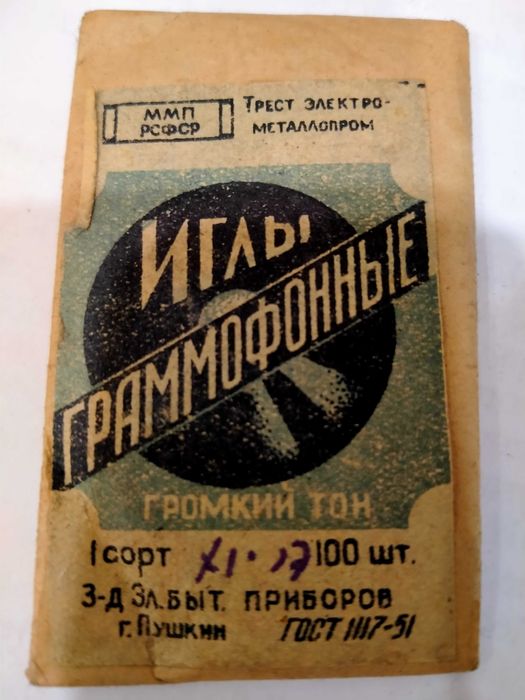 ММП
РСФСР
ТРЕСТ ЭЛЕКТРО-
МЕТАЛЛОПРОМ
ИГЛЫ
ГРАММОФОННЫЕ
ГРОМКИЙ ТОН
I СОРТ 100 ШТ.
З-Д ЭЛ.БЫТ. ПРИБОРОВ
г. ПУШКИН ГОСТ 1117-51